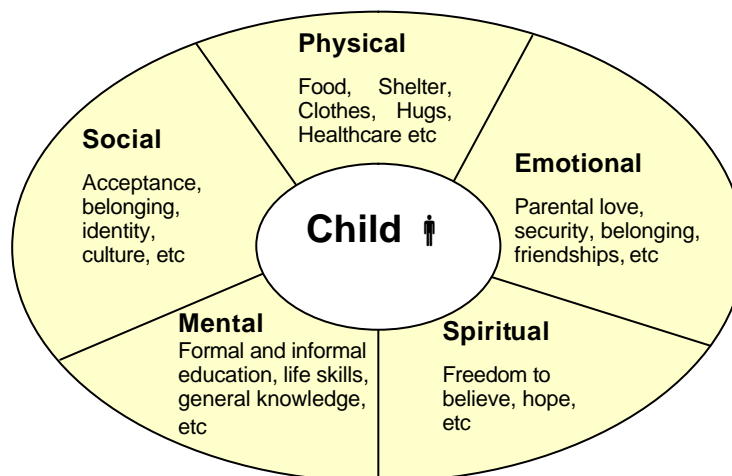 Physical
Food, Shelter,
Clothes, Hugs,
Healthcare etc
Social
Acceptance,
belonging,
identity,
culture, etc
Emotional
Parental love,
security, belonging,
friendships, etc
Child
Mental
Formal and informal
education, life skills,
general knowledge,
etc
Spiritual
Freedom to
believe, hope,
etc